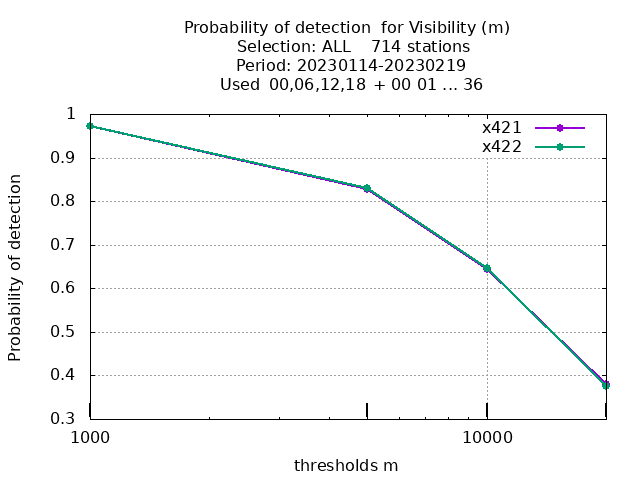 Probability of detection  for Visibility (m)
Selection: ALL    714 stations
Period: 20230114-20230219
Used  00,06,12,18 + 00 01 ... 36
x421
x422
1
0.9
0.8
0.7
0.6
0.5
0.4
0.3
Probability of detection
1000
10000
thresholds m